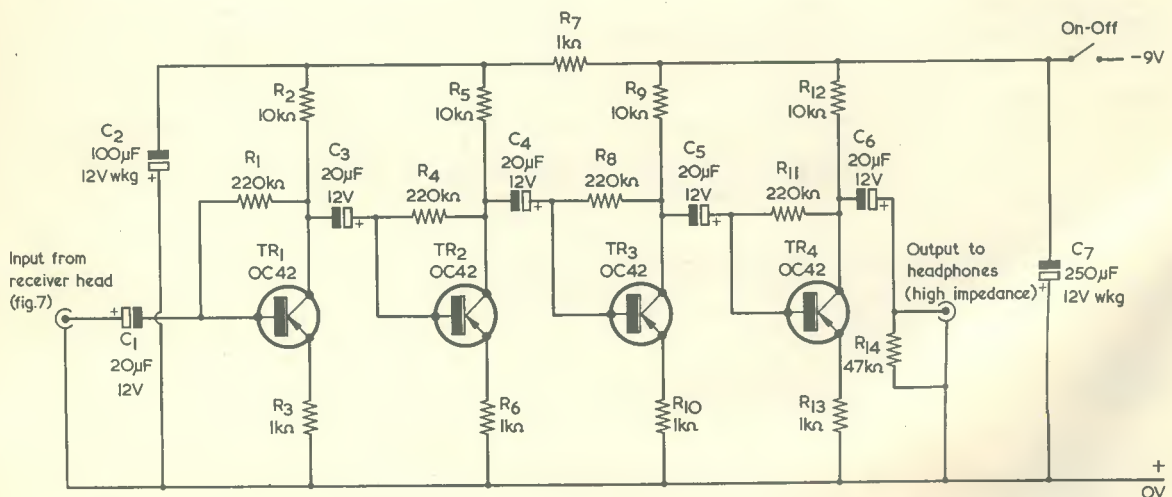 R7
1kΩ
On-Off
-9V
R2
10kΩ
R5
10kΩ
R9
10kΩ
R12
10kΩ
C2
100µF
12V wkg
+
R1
220kΩ
C3
20µF
12V
+
R4
220kΩ
C4
20µF
12V
+
R8
220kΩ
C5
20µF
12V
+
R11
220kΩ
C6
20µF
12V
+
Input from
receiver head
(fig.7)
TR1
OC42
TR2
OC42
TR3
OC42
TR4
OC42
Output to
headphones
(high impedance)
C7
250µF
12V wkg
+
+
C1
20µF
12V
R14
47kΩ
R3
1kΩ
R6
1kΩ
R10
1kΩ
R13
1kΩ
+
0V